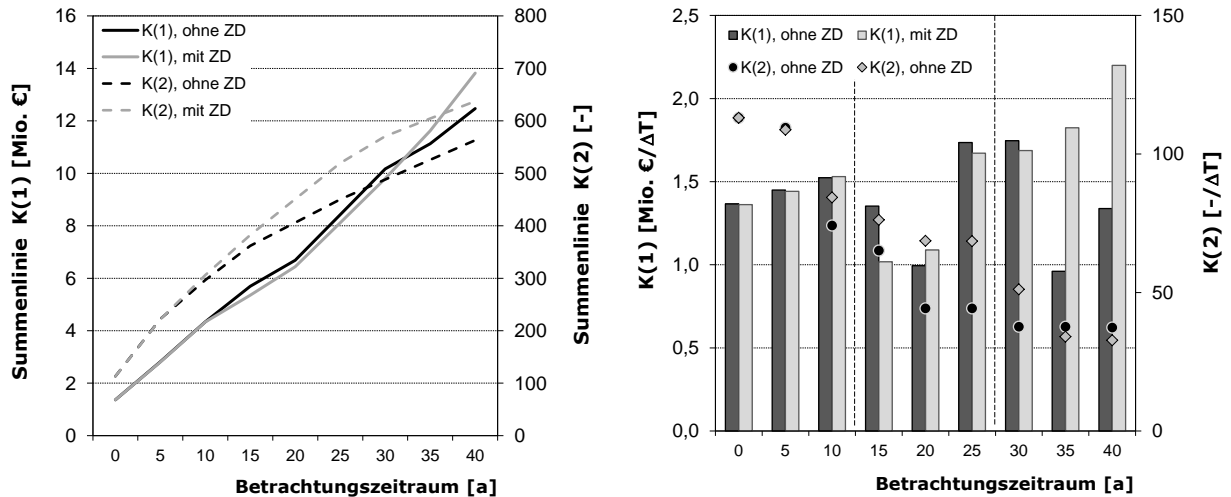 Summenlinie K(1) [Mio. €]
16
14
12
10
8
6
4
2
0
K(1), ohne ZD
K(1), mit ZD
K(2), ohne ZD
K(2), mit ZD
800
700
600
500
400
300
200
100
0
Summenlinie K(2) [-]
0 5 10 15 20 25 30 35 40
Betrachtungszeitraum [a]
K(1) [Mio. €/ΔT]
2,5
2,0
1,5
1,0
0,5
0,0
K(1), ohne ZD K(1), mit ZD
K(2), ohne ZD K(2), ohne ZD
150
100
50
0
K(2) [-/ΔT]
0 5 10 15 20 25 30 35 40
Betrachtungszeitraum [a]